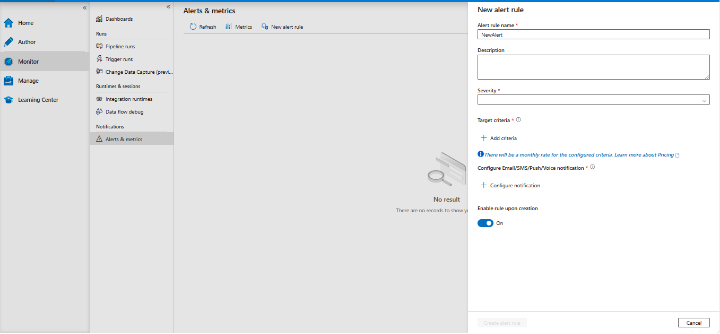 Home
Author
Monitor
Manage
Learning Center
Dashboards
Runs
Pipeline runs
Trigger runs
Change Data Capture (previ...
Runtimes & sessions
Integration runtimes
Data flow debug
Notifications
Alerts & metrics
Alerts & metrics
Refresh
Metrics
New alert rule
No result
There are no records to show y
New alert rule
Alert rule name *
NewAlert
Description
Severity *
Target criteria *
Add criteria
There will be a monthly rate for the configured criteria. Learn more about Pricing
Configure Email/SMS/Push/Voice notification *
Configure notification
Enable rule upon creation
On
Create alert rule
Cancel